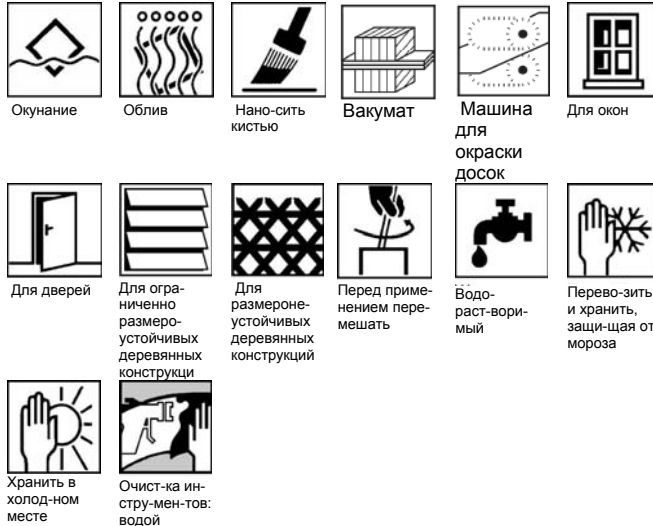 Окунание
Облив
Нано-сить
кистью
Вакумат
Машина
для
окраски
досок
Для окон
Для дверей
Для огра-
ниченно
размеро-
устойчивых
деревянных
конструкци
Для
размероне-
устойчивых
деревянных
конструкций
Перед приме-
нением пере-
мешать
Водо-
раст-вори-
мый
Перево-зить
и хранить,
защи-щая от
мороза
Хранить в
холод-ном
месте
Очист-ка ин-
стру-мен-тов:
водой